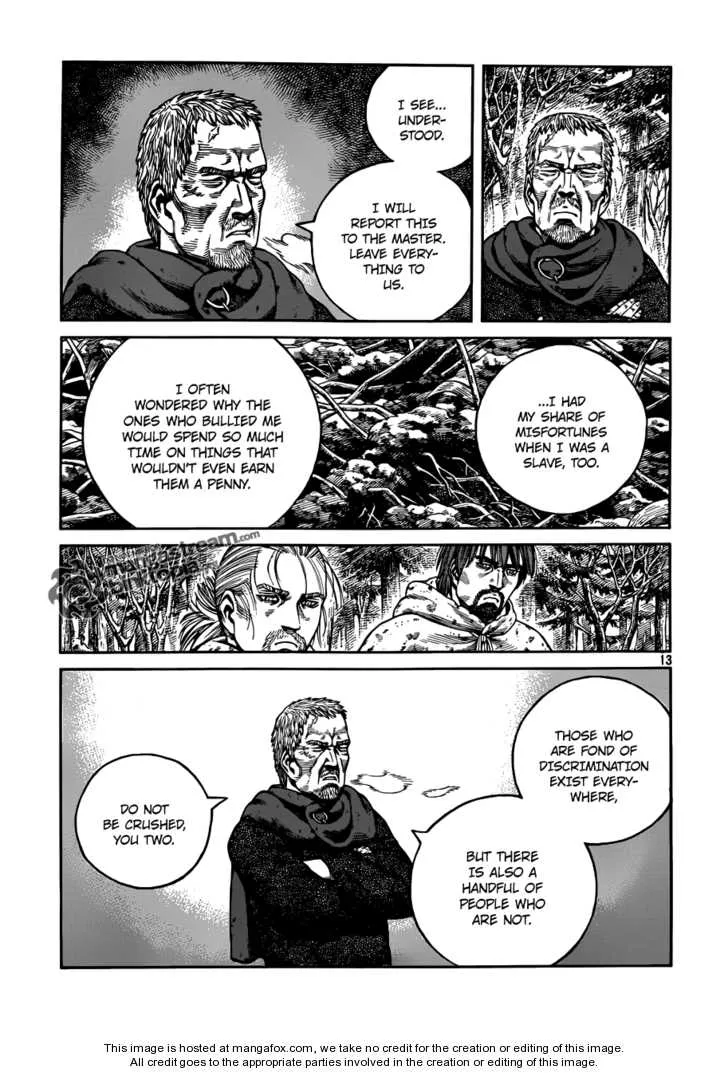 I SEE...
UNDER-
STOOD.
I WILL
REPORT THIS
TO THE MASTER.
LEAVE EVERY-
THING TO
US.
...I HAD
MY SHARE OF
MISFORTUNES
WHEN I WAS A
SLAVE, TOO.
I OFTEN
WONDERED WHY THE
ONES WHO BULLIED ME
WOULD SPEND SO MUCH
TIME ON THINGS THAT
WOULDN'T EVEN EARN
THEM A PENNY.
mangastream.com
13
THOSE WHO
ARE FOND OF
DISCRIMINATION
EXIST EVERY-
WHERE,
BUT THERE
IS ALSO A
HANDFUL OF
PEOPLE WHO
ARE NOT.
DO NOT
BE CRUSHED,
YOU TWO.
This image is hosted at mangafox.com, we take no credit for the creation or editing of this image.
All credit goes to the appropriate parties involved in the creation or editing of this image.